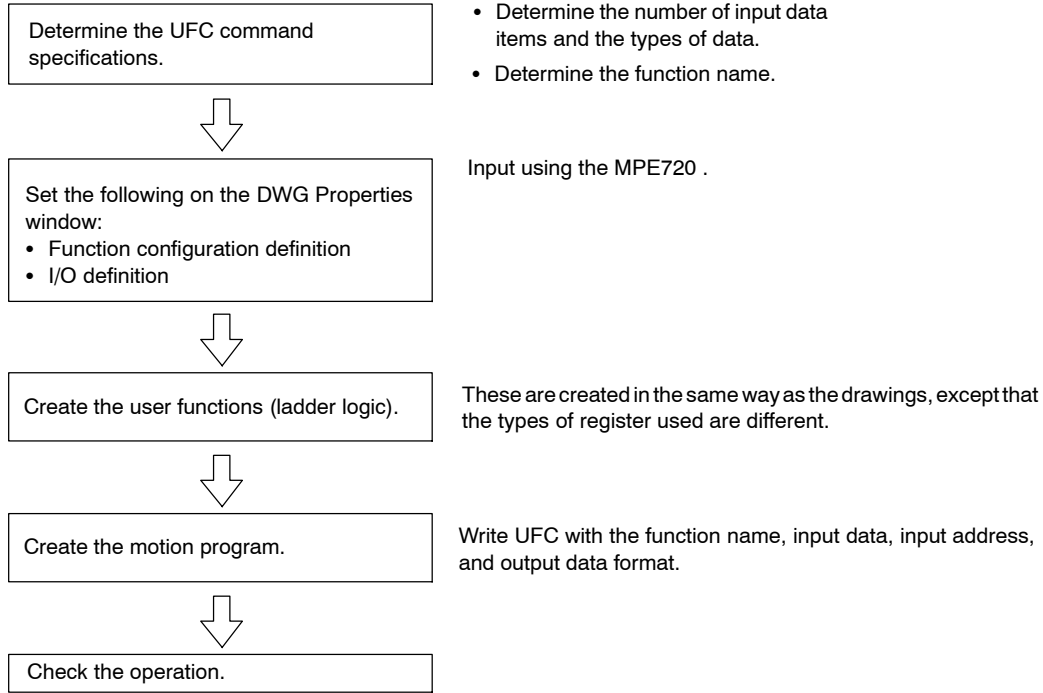 Determine the UFC command
specifications.
• Determine the number of input data
items and the types of data.
• Determine the function name.
Set the following on the DWG Properties
window:
• Function configuration definition
• I/O definition
Input using the MPE720 .
Create the user functions (ladder logic).
These are created in the same way as the drawings, except that
the types of register used are different.
Create the motion program.
Write UFC with the function name, input data, input address,
and output data format.
Check the operation.